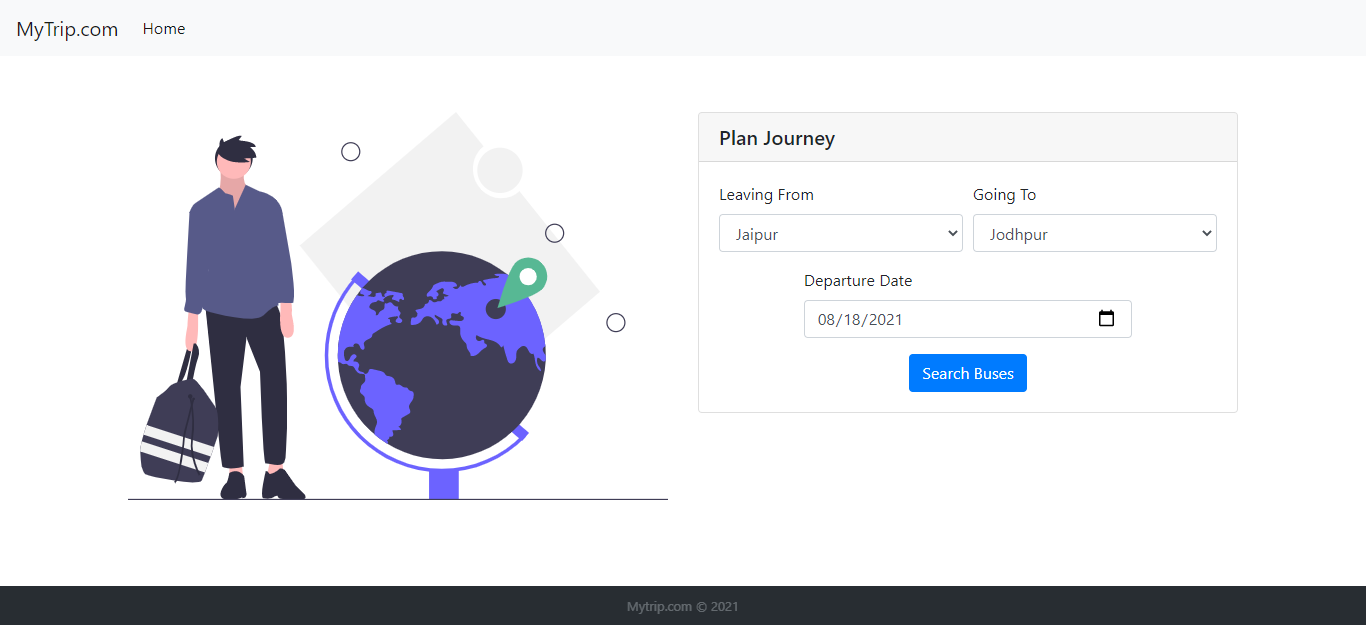 MyTrip.com Home
Plan Journey
Leaving From Going To
Jaipur Jodhpur
Departure Date
08/18/2021
Search Buses
Mytrip.com © 2021